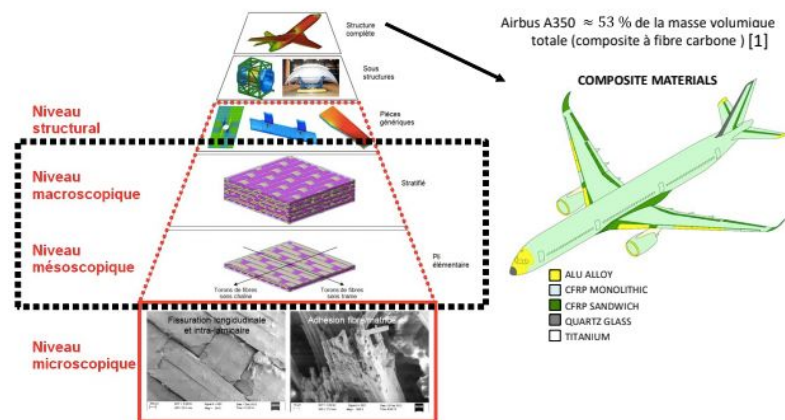 Structure
complète
Airbus A350 ≈ 53 % de la masse volumique
totale (composite à fibre carbone ) [1]
Sous
structures
COMPOSITE MATERIALS
Niveau
structural
Pièces
génériques
Niveau
macroscopique
Stratifié
Niveau
mésoscopique
Pli
élémentaire
Torons de fibres
sens chaîne
Torons de fibres
sens trame
ALU ALLOY
CFRP MONOLITHIC
CFRP SANDWICH
QUARTZ GLASS
TITANIUM
Niveau
microscopique
Fissuration longidudinale
et intra-laminaire
Adhésion fibre/matrice